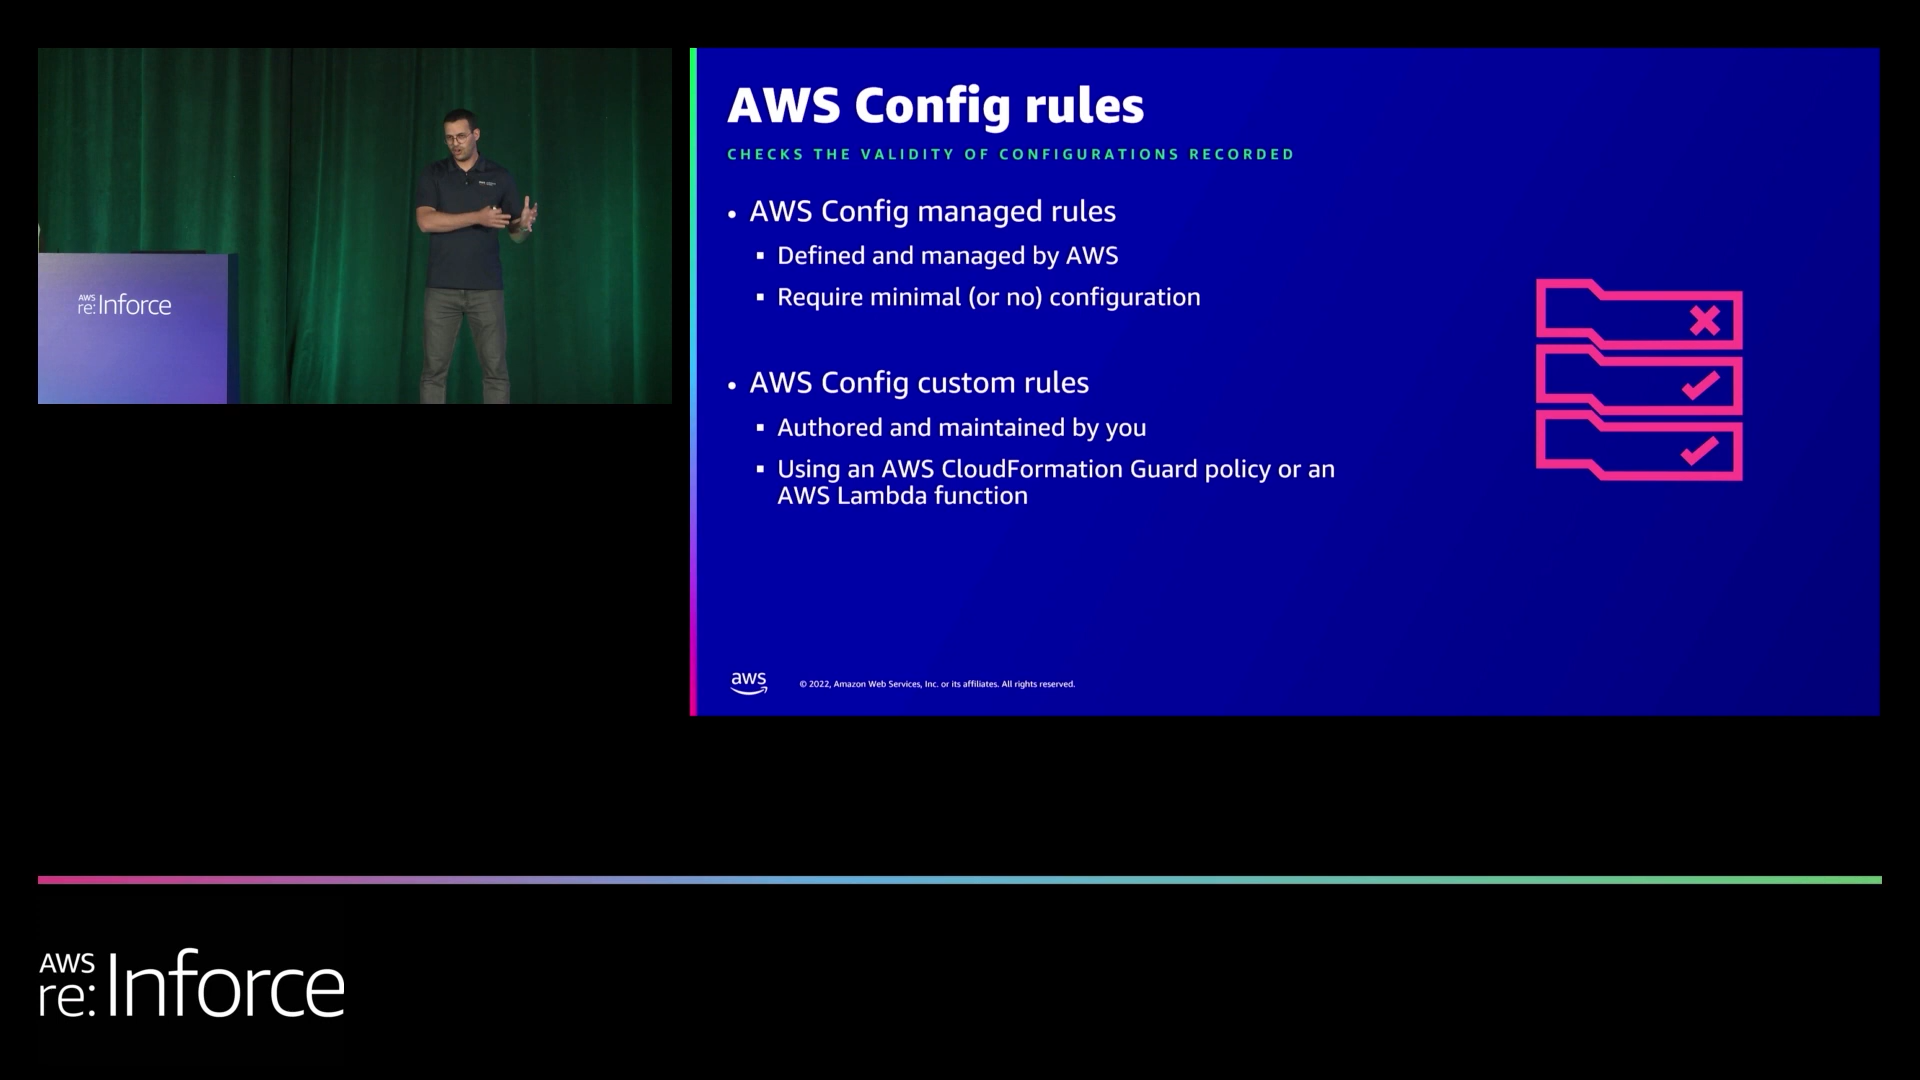 AWS
re:Inforce
AWS Config rules
CHECKS THE VALIDITY OF CONFIGURATIONS RECORDED
• AWS Config managed rules
▪ Defined and managed by AWS
▪ Require minimal (or no) configuration
• AWS Config custom rules
▪ Authored and maintained by you
▪ Using an AWS CloudFormation Guard policy or an
AWS Lambda function
aws
© 2022, Amazon Web Services, Inc. or its affiliates. All rights reserved.
AWS
re:Inforce